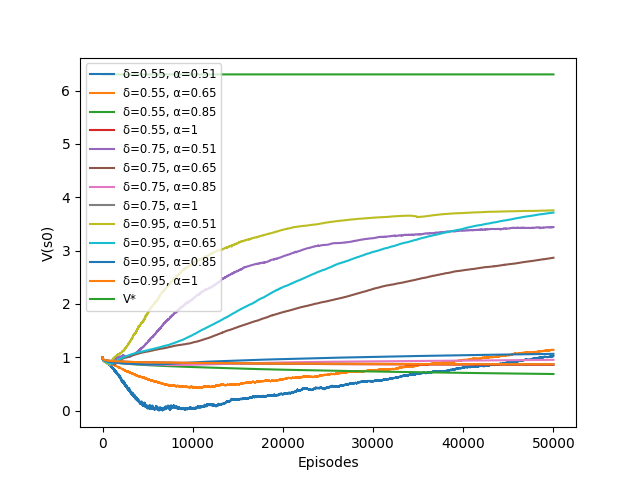 V(s0)
6
5
4
3
2
1
0
δ=0.55, α=0.51
δ=0.55, α=0.65
δ=0.55, α=0.85
δ=0.55, α=1
δ=0.75, α=0.51
δ=0.75, α=0.65
δ=0.75, α=0.85
δ=0.75, α=1
δ=0.95, α=0.51
δ=0.95, α=0.65
δ=0.95, α=0.85
δ=0.95, α=1
V*
0 10000 20000 30000 40000 50000
Episodes